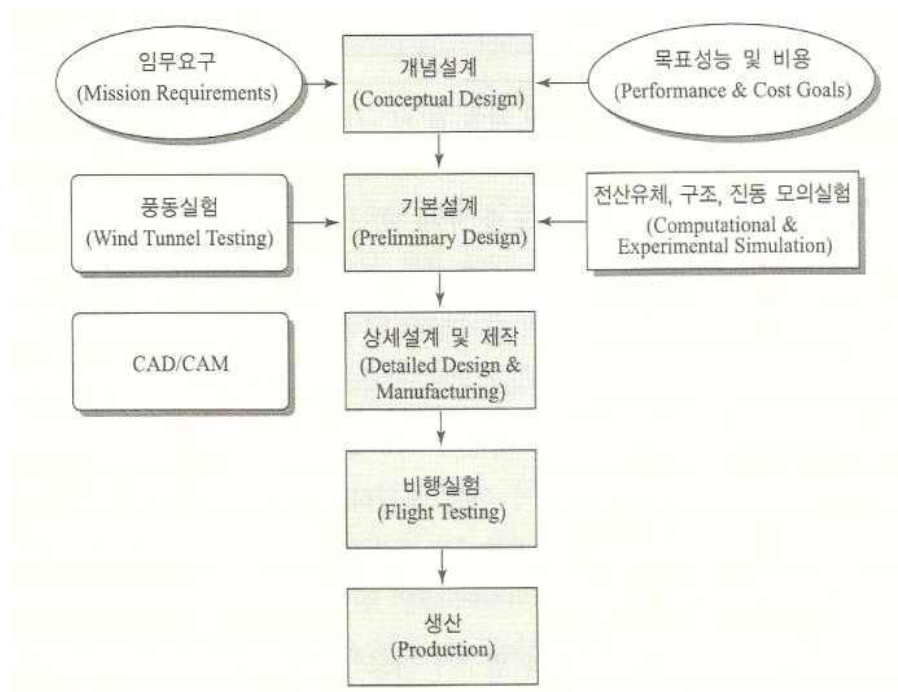 임무요구
(Mission Requirements)
개념설계
(Conceptual Design)
목표성능 및 비용
(Performance & Cost Goals)
풍동실험
(Wind Tunnel Testing)
기본설계
(Preliminary Design)
전산유체, 구조, 진동 모의실험
(Computational &
Experimental Simulation)
CAD/CAM
상세설계 및 제작
(Detailed Design &
Manufacturing)
비행실험
(Flight Testing)
생산
(Production)